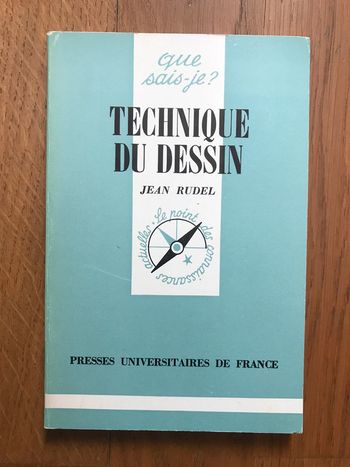 que
sais-je?
TECHNIQUE
DU DESSIN
JEAN RUDEL
Le point des connaissances actuelles
PRESSES UNIVERSITAIRES DE FRANCE